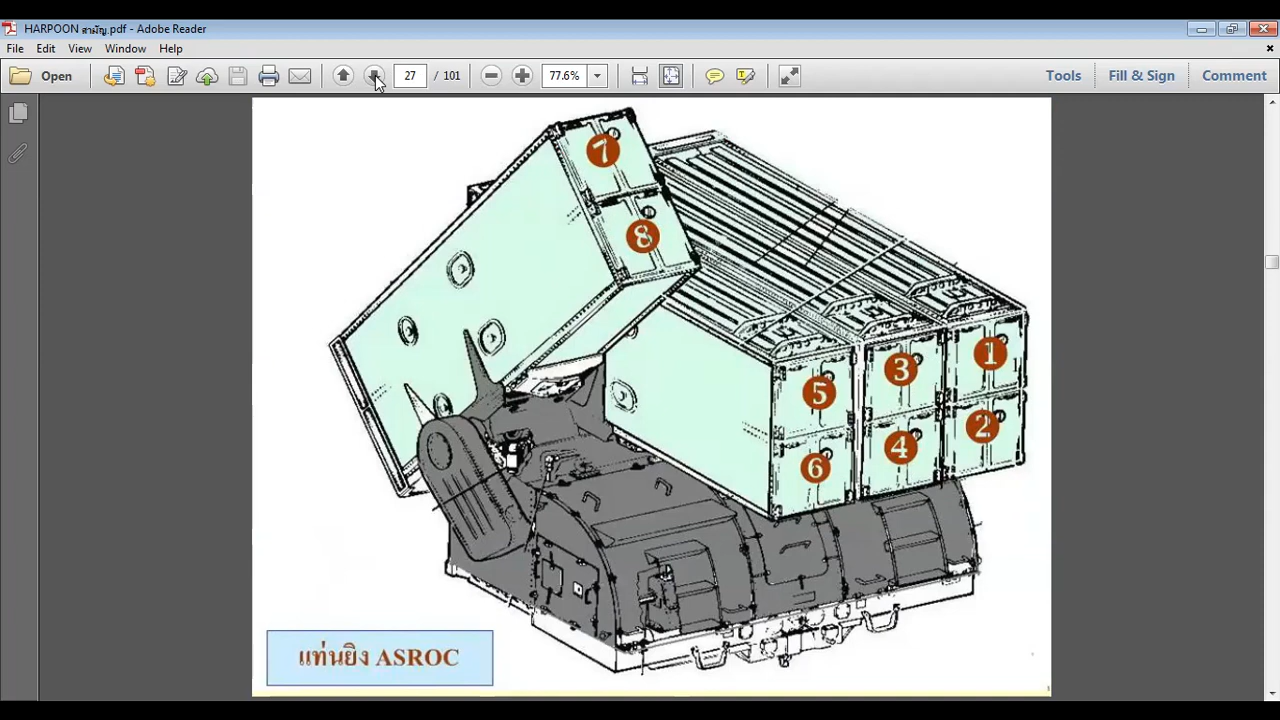 HARPOON สามัญ.pdf - Adobe Reader
File Edit View Window Help
Open 27 / 101 77.6% Tools Fill & Sign Comment
7
8
1
3
5
2
4
6
แท่นยิง ASROC